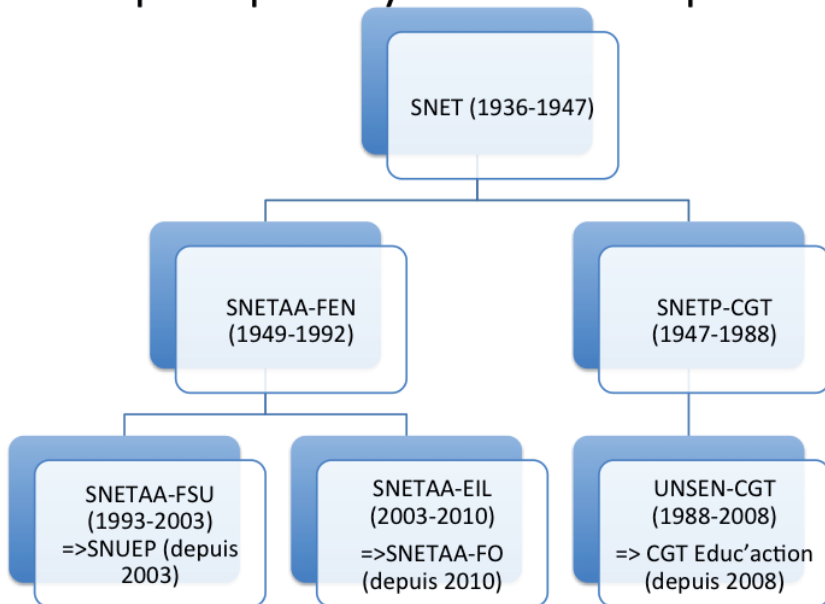 SNET (1936-1947)
SNETAA-FEN
(1949-1992)
SNETP-CGT
(1947-1988)
SNETAA-FSU
(1993-2003)
=>SNUEP (depuis
2003)
SNETAA-EIL
(2003-2010)
=>SNETAA-FO
(depuis 2010)
UNSEN-CGT
(1988-2008)
=> CGT Educ’action
(depuis 2008)